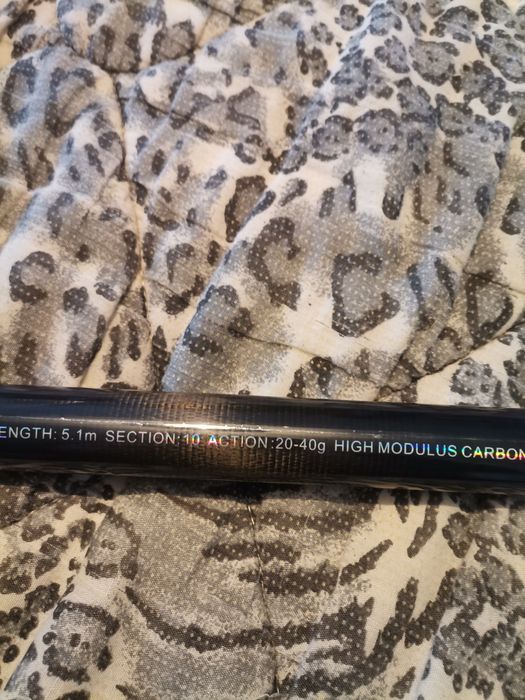 ENGTH: 5.1m SECTION: 10 ACTION:20-40g HIGH MODULUS CARBON